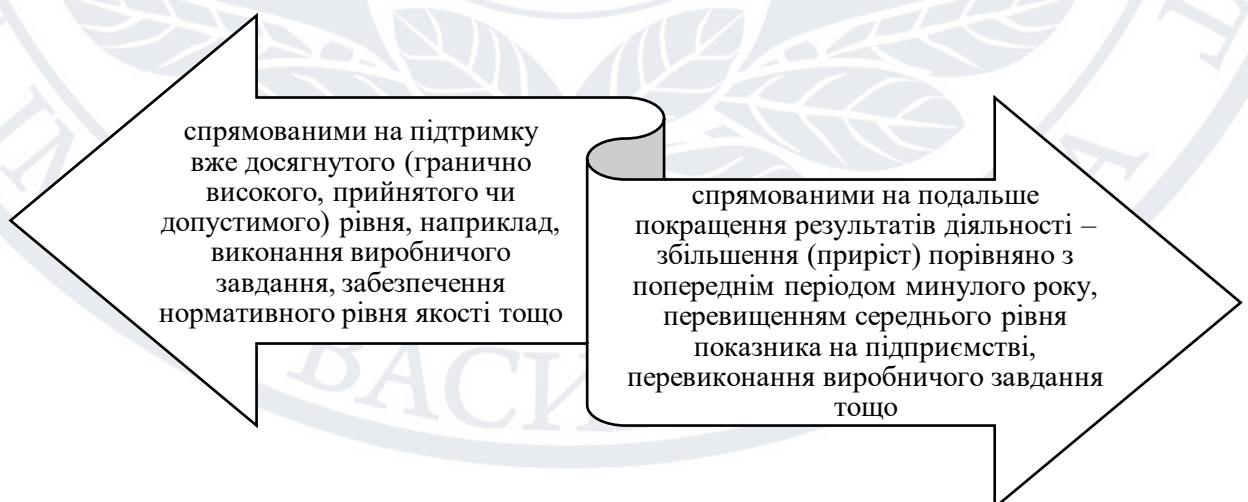 спрямованими на підтримку
вже досягнутого (гранично
високого, прийнятого чи
допустимого) рівня, наприклад,
виконання виробничого
завдання, забезпечення
нормативного рівня якості тощо
спрямованими на подальше
покращення результатів діяльності –
збільшення (приріст) порівняно з
попереднім періодом минулого року,
перевищенням середнього рівня
показника на підприємстві,
перевиконання виробничого завдання
тощо